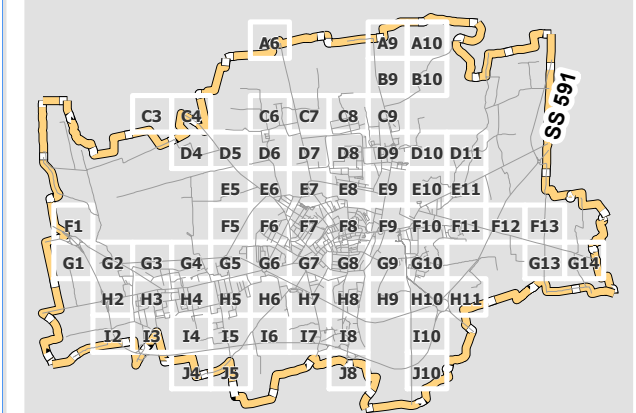 A6 A9 A10
B9 B10
SS 591
C3 C4 C6 C7 C8 C9
D4 D5 D6 D7 D8 D9 D10 D11
E5 E6 E7 E8 E9 E10 E11
F1 F5 F6 F7 F8 F9 F10 F11 F12 F13
G1 G2 G3 G4 G5 G6 G7 G8 G9 G10 G13 G14
H2 H3 H4 H5 H6 H7 H8 H9 H10 H11
I2 I3 I4 I5 I6 I7 I8 I10
J4 J5 J8 J10